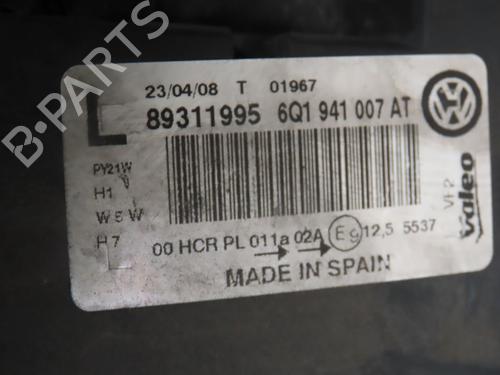 B-PARTS
23/04/08 T 01967
L 89311995 6Q1 941 007 AT
PY21W
H1
W5W
H7
00 HCR PL 011a 02A E9 12,5 5537
MADE IN SPAIN
VP2
Valeo